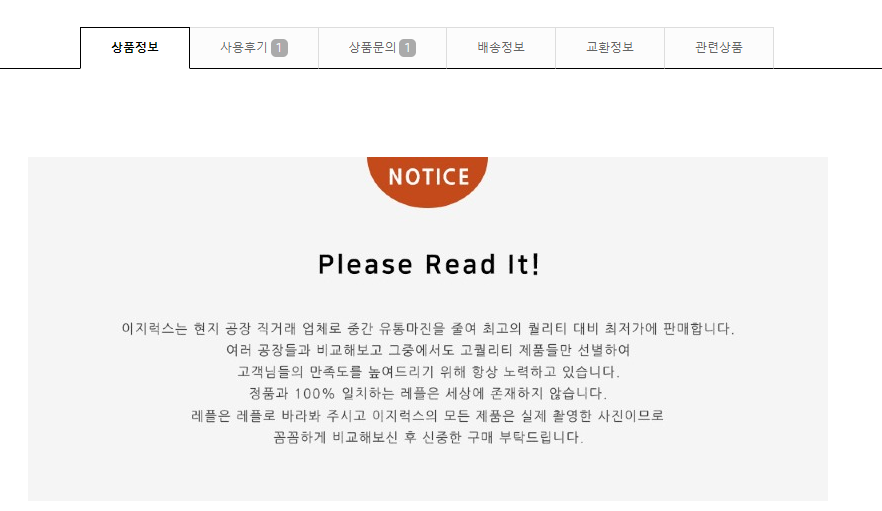 상품정보 사용후기 1 상품문의 1 배송정보 교환정보 관련상품
NOTICE
Please Read It!
이지럭스는 현지 공장 직거래 업체로 중간 유통마진을 줄여 최고의 퀄리티 대비 최저가에 판매합니다.
여러 공장들과 비교해보고 그중에서도 고퀄리티 제품들만 선별하여
고객님들의 만족도를 높여드리기 위해 항상 노력하고 있습니다.
정품과 100% 일치하는 레플은 세상에 존재하지 않습니다.
레플은 레플로 바라봐 주시고 이지럭스의 모든 제품은 실제 촬영한 사진이므로
꼼꼼하게 비교해보신 후 신중한 구매 부탁드립니다.